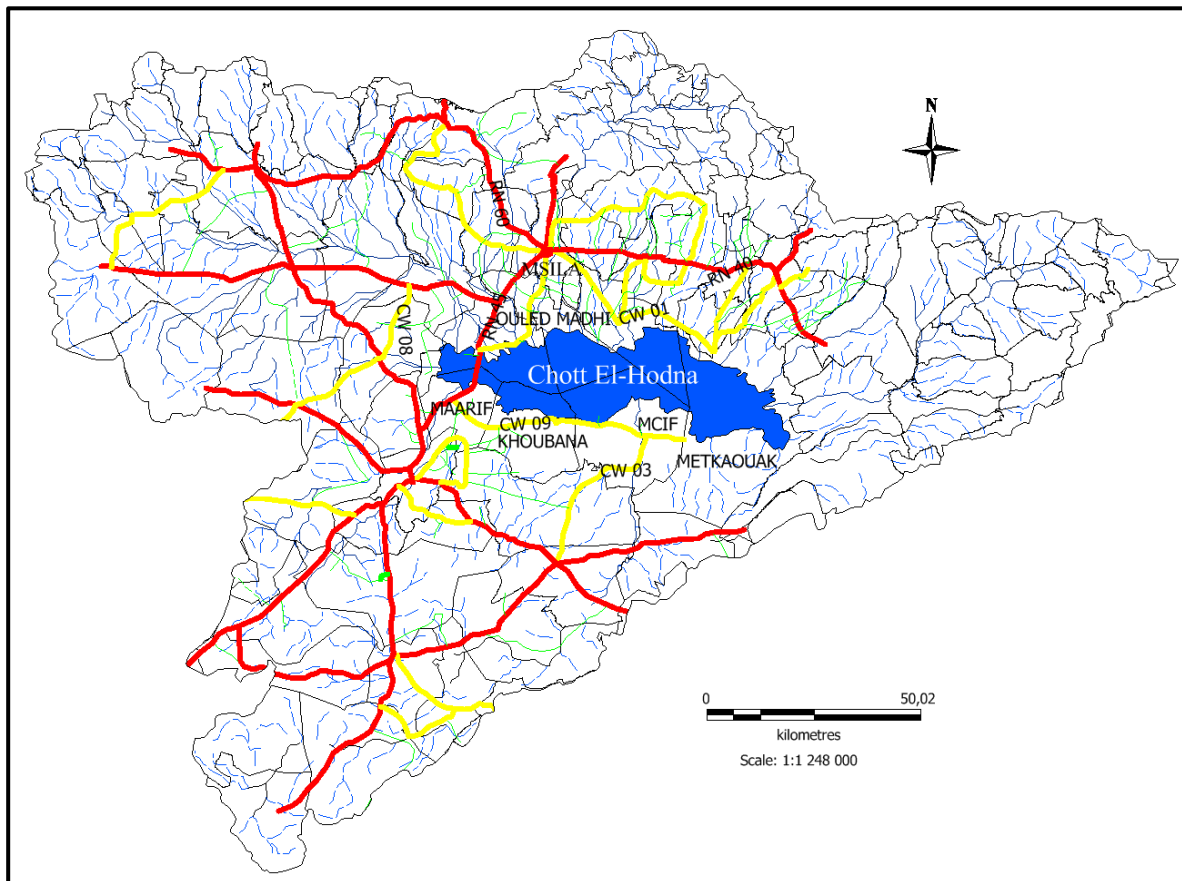 N
RN 60
MSILA
RN 40
RN 45
OULED MADHI
CW 01
CW 08
Chott El-Hodna
MAARIF
CW 09
MCIF
KHOUBANA
METKAOUAK
CW 03
0 50,02
kilometres
Scale: 1:1 248 000